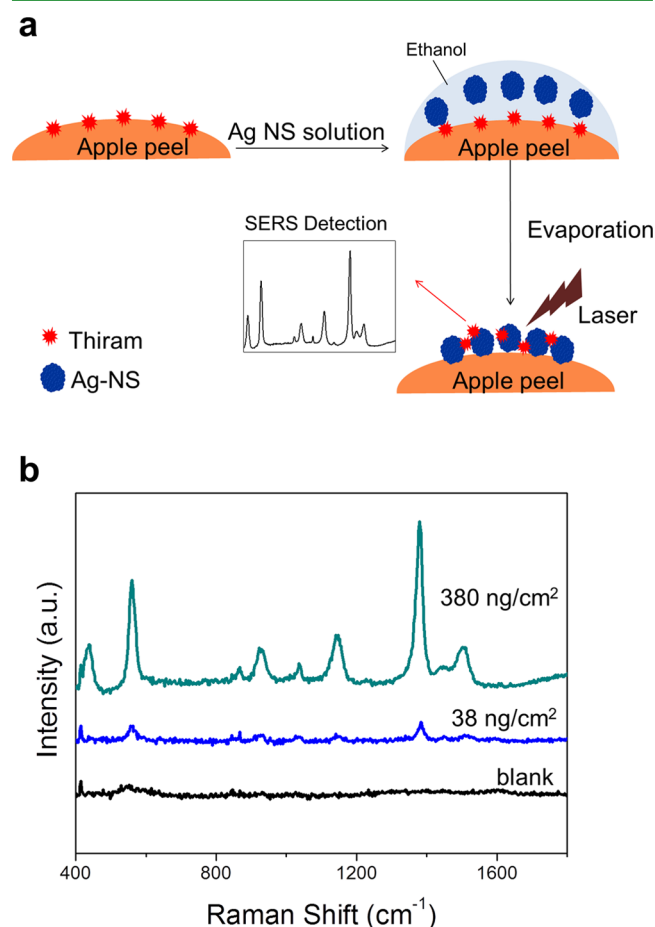 a
Ethanol
Ag NS solution
Apple peel
Apple peel
Evaporation
SERS Detection
Laser
Thiram
Ag-NS
Apple peel
b
380 ng/cm²
38 ng/cm²
blank
Intensity (a.u.)
400 800 1200 1600
Raman Shift (cm⁻¹)